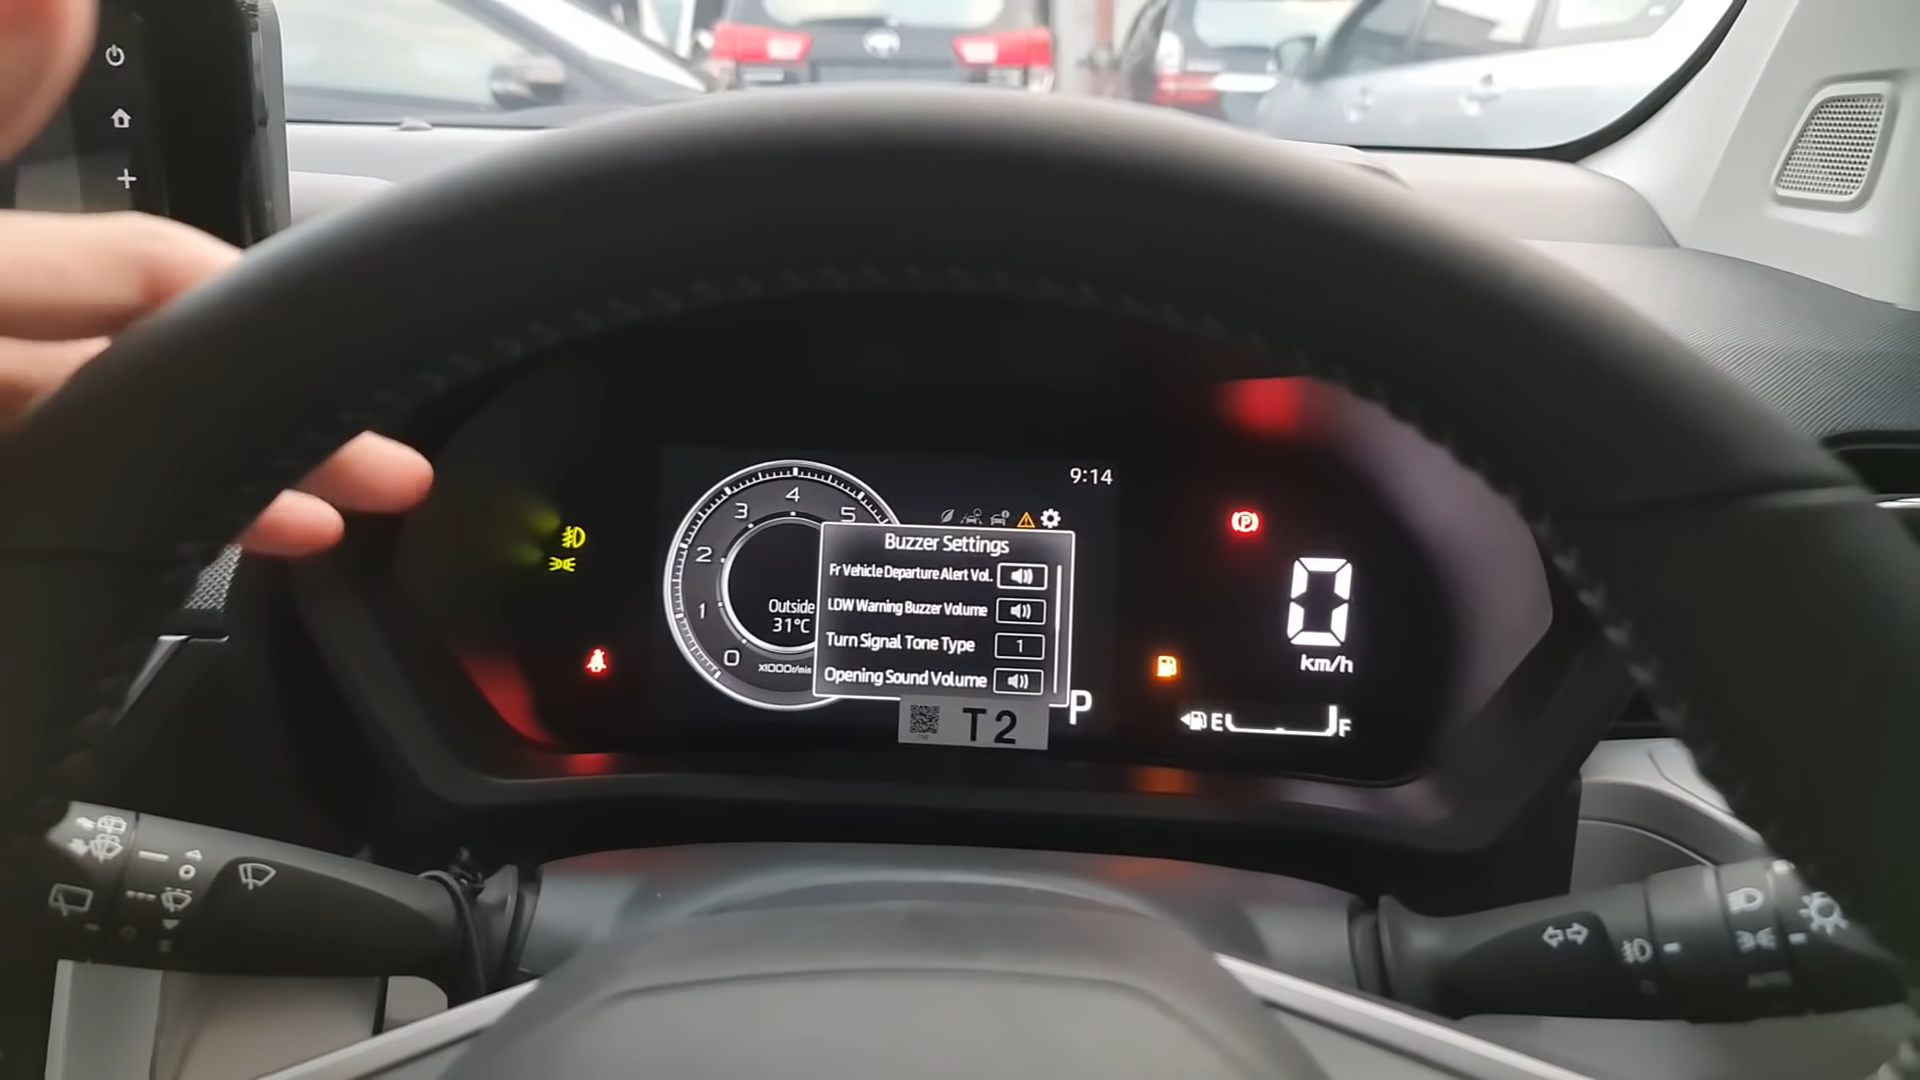 9:14
4
3
5
2
1
0
Outside
31°C
x1000r/min
Buzzer Settings
Fr Vehicle Departure Alert Vol.
LDW Warning Buzzer Volume
Turn Signal Tone Type 1
Opening Sound Volume
T2
P
P
0
km/h
E F
AUTO